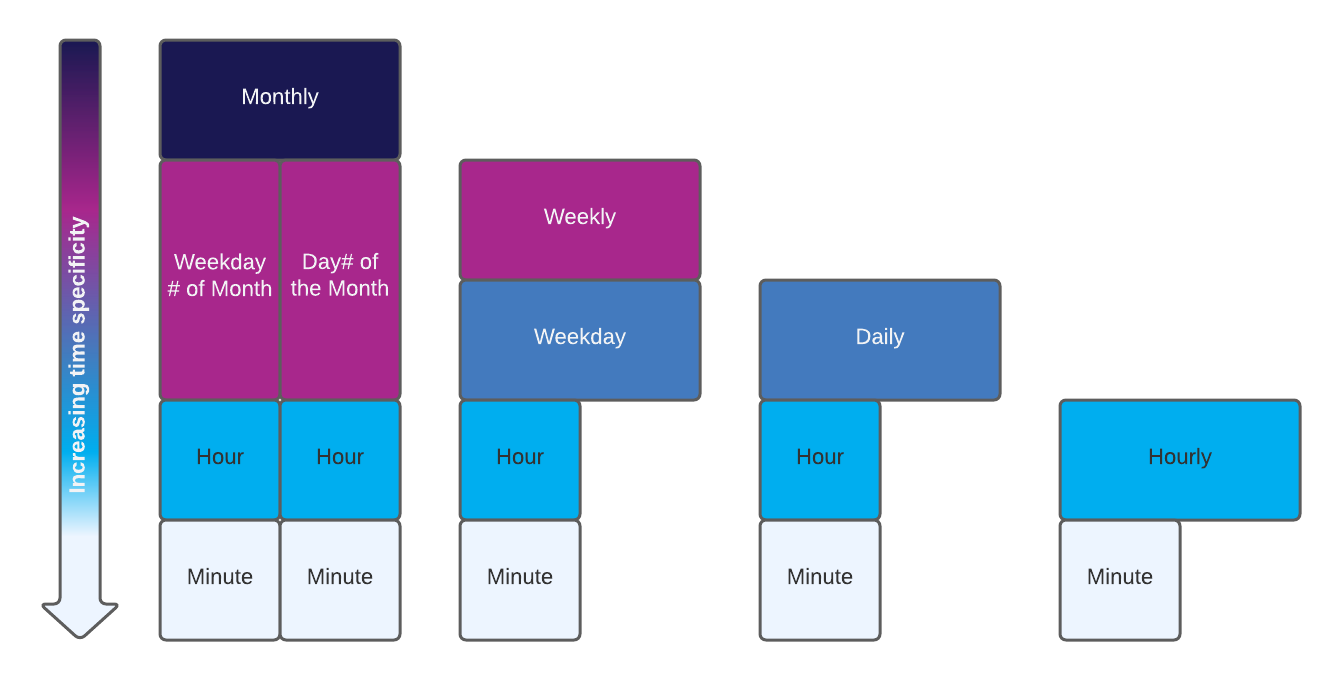 Increasing time specificity
Monthly
Weekday
# of Month
Day# of
the Month
Hour
Hour
Minute
Minute
Weekly
Weekday
Hour
Minute
Daily
Hour
Minute
Hourly
Minute